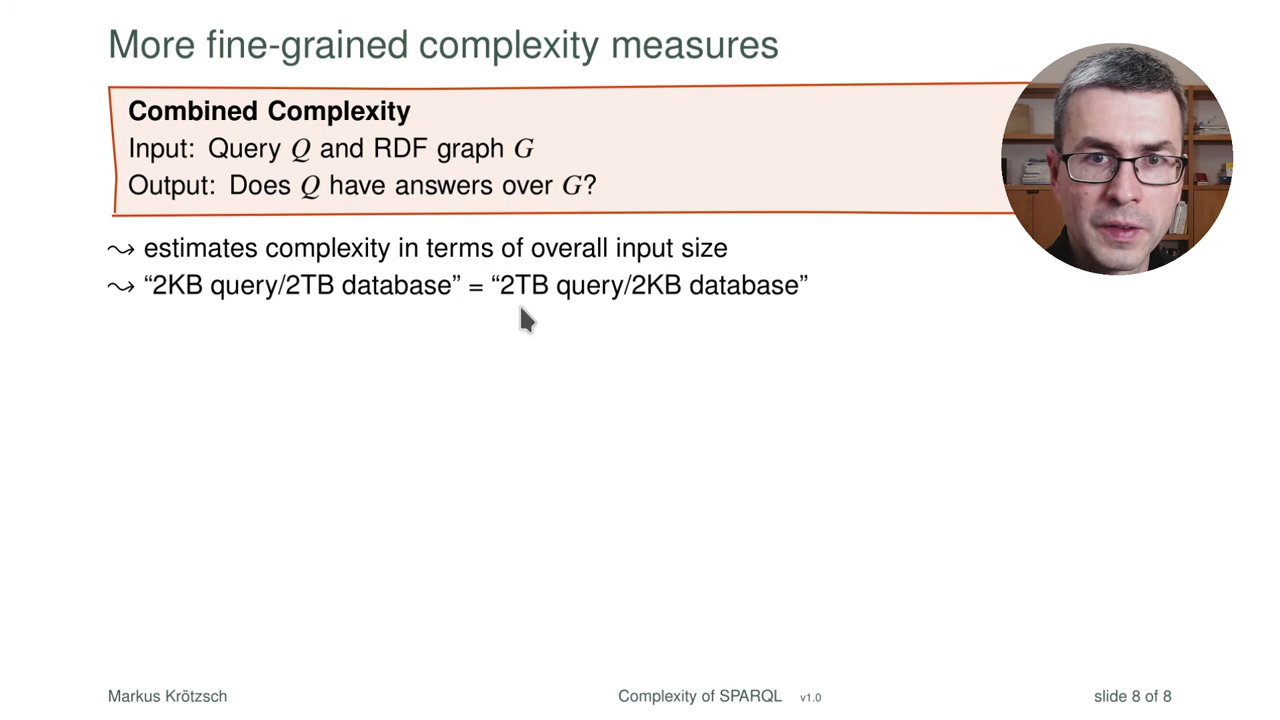 More fine-grained complexity measures
Combined Complexity
Input: Query Q and RDF graph G
Output: Does Q have answers over G?
⇝ estimates complexity in terms of overall input size
⇝ “2KB query/2TB database” = “2TB query/2KB database”
Markus Krötzsch Complexity of SPARQL v1.0 slide 8 of 8